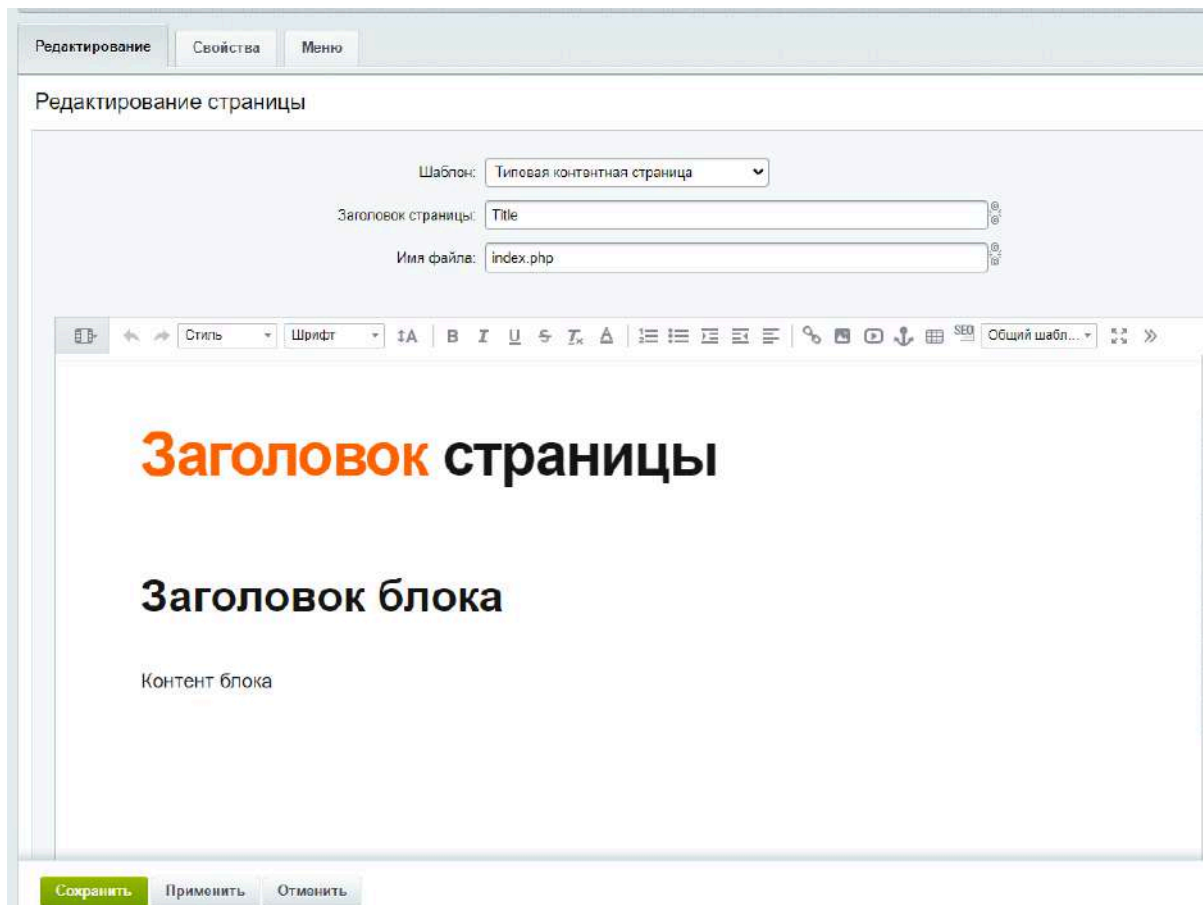 Редактирование Свойства Меню
Редактирование страницы
Шаблон: Типовая контентная страница
Заголовок страницы: Title
Имя файла: index.php
Стиль Шрифт A B I U S Tx A SEO Общий шабл...
Заголовок страницы
Заголовок блока
Контент блока
Сохранить Применить Отменить